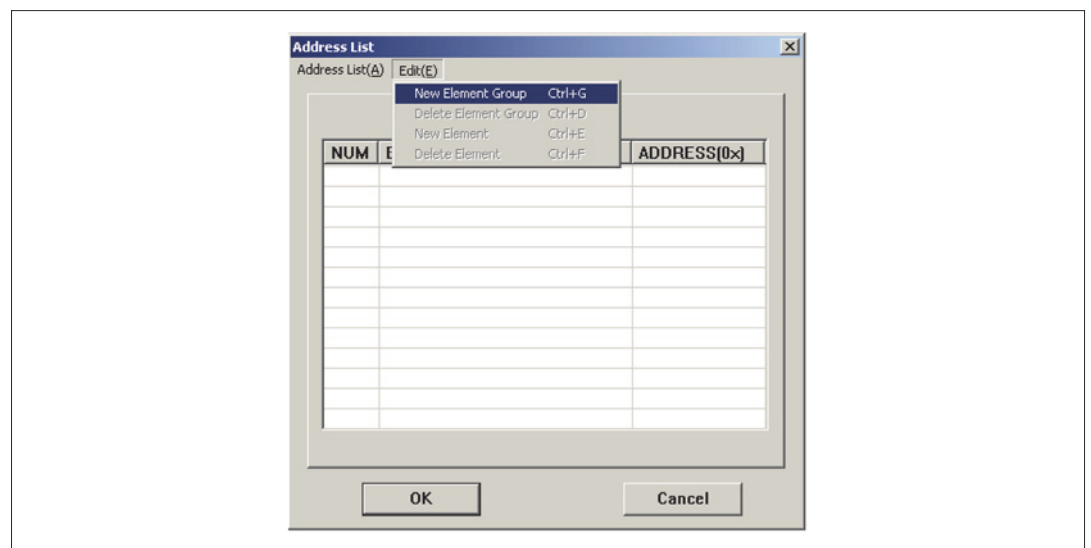 Address List
Address List(A) Edit(E)
New Element Group Ctrl+G
Delete Element Group Ctrl+D
New Element Ctrl+E
Delete Element Ctrl+F
NUM E ADDRESS(0x)
OK Cancel